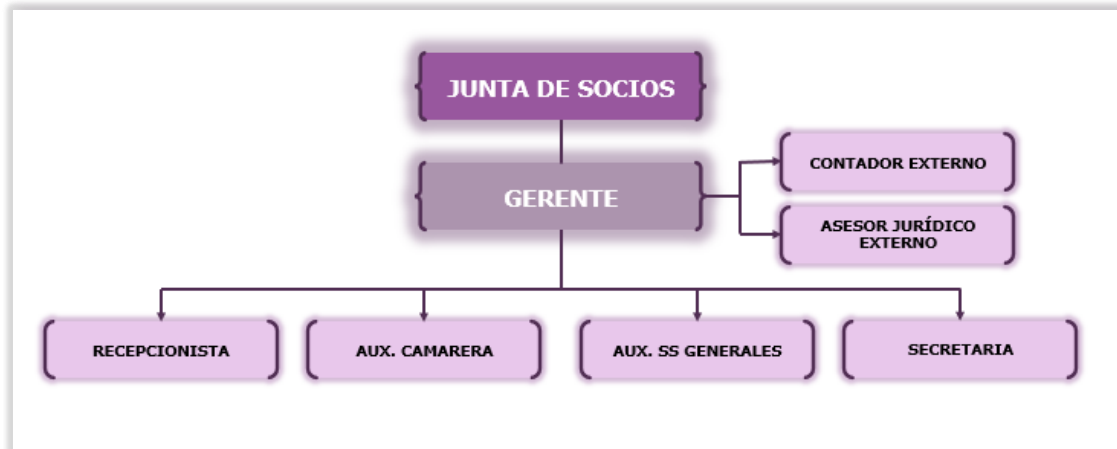 JUNTA DE SOCIOS
GERENTE
CONTADOR EXTERNO
ASESOR JURÍDICO
EXTERNO
RECEPCIONISTA
AUX. CAMARERA
AUX. SS GENERALES
SECRETARIA